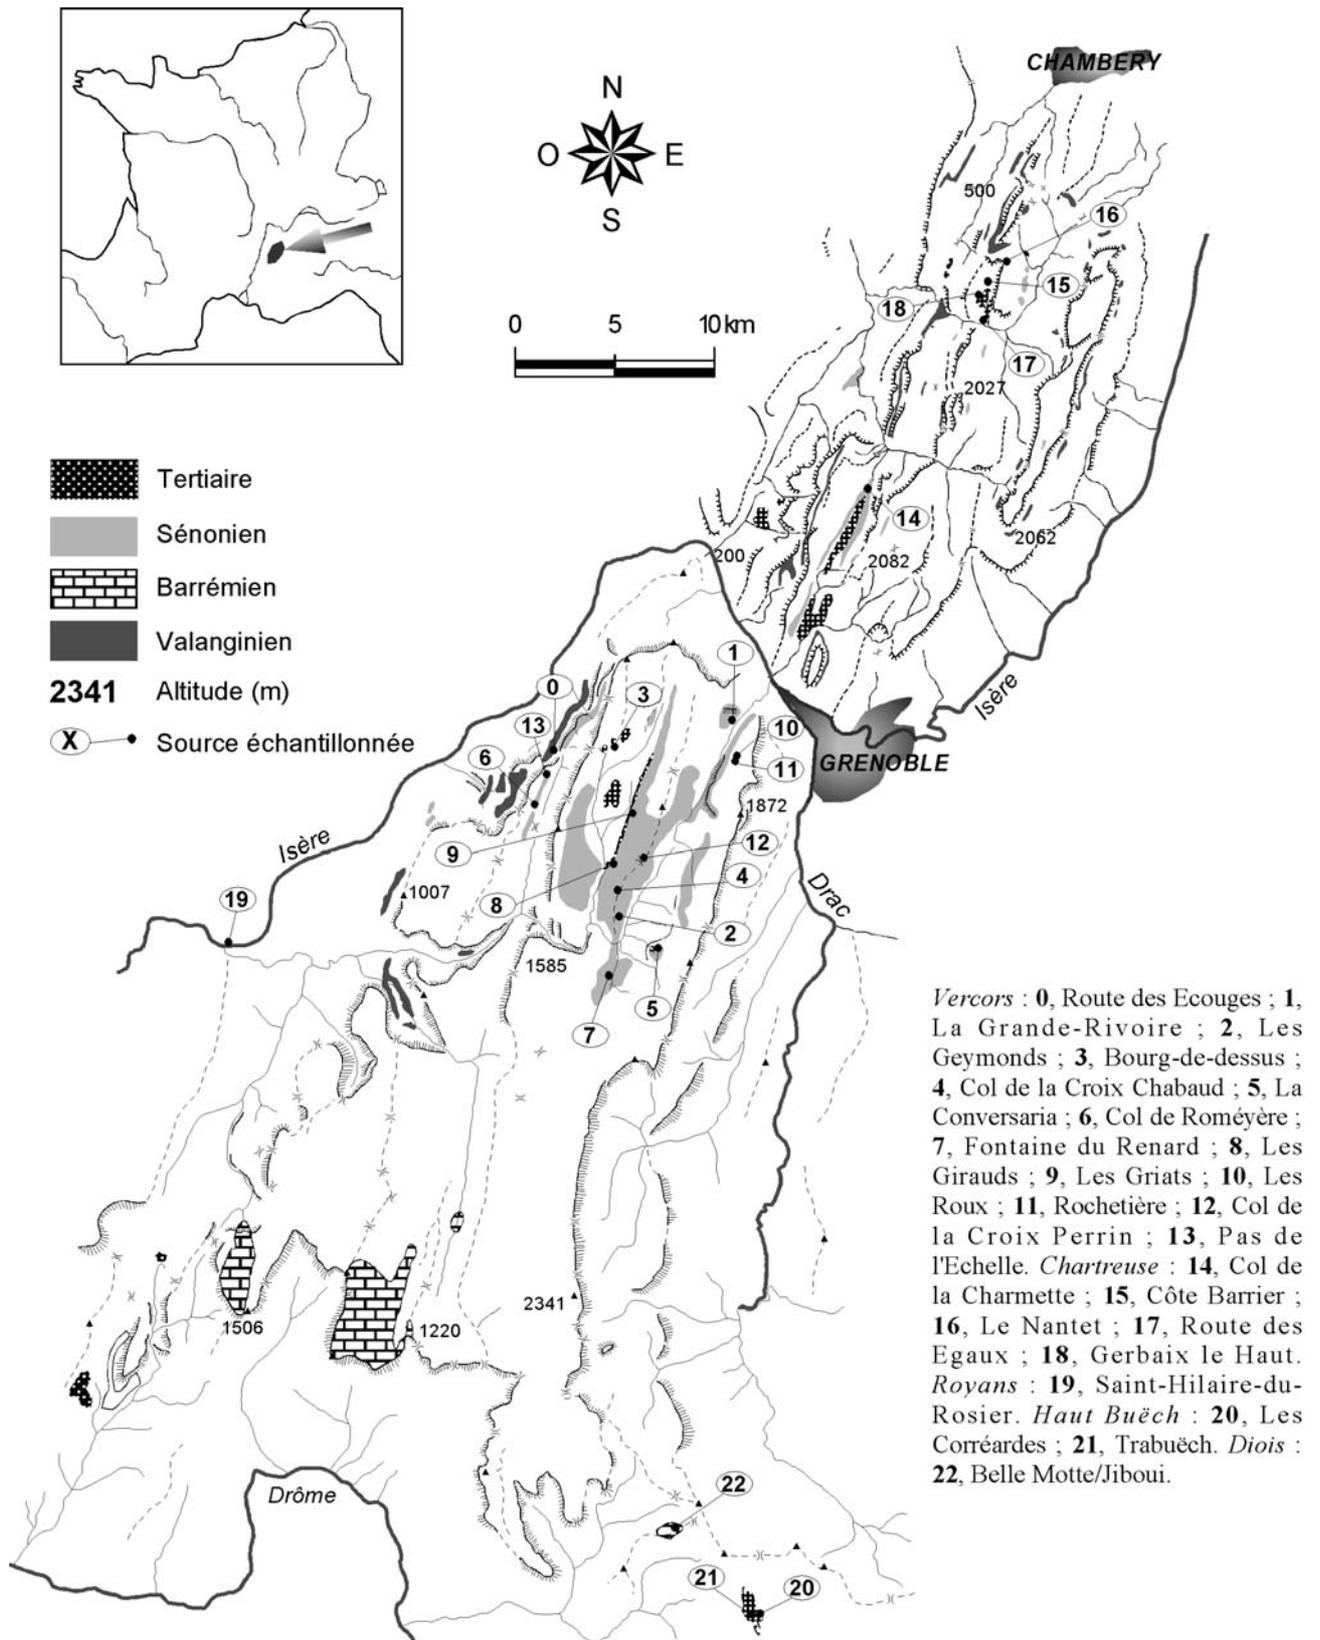 CHAMBERY
N
O E
S
500
16
15
18
17
0 5 10 km
2027
Tertiaire
14
Sénonien
2062
200
2082
Barrémien
Valanginien
1
2341 Altitude (m)
0
3
Isère
X Source échantillonnée
13
10
6
GRENOBLE
11
1872
Isère
9
12
4
Drac
1007
19
8
2
1585
5
7
Vercors : 0, Route des Ecouges ; 1,
La Grande-Rivoire ; 2, Les
Geymonds ; 3, Bourg-de-dessus ;
4, Col de la Croix Chabaud ; 5, La
Conversaria ; 6, Col de Roméyère ;
7, Fontaine du Renard ; 8, Les
Girauds ; 9, Les Griats ; 10, Les
Roux ; 11, Rochetière ; 12, Col de
la Croix Perrin ; 13, Pas de
l'Echelle. Chartreuse : 14, Col de
la Charmette ; 15, Côte Barrier ;
16, Le Nantet ; 17, Route des
Egaux ; 18, Gerbaix le Haut.
Royans : 19, Saint-Hilaire-du-
Rosier. Haut Buëch : 20, Les
Corréardes ; 21, Trabuëch. Diois :
22, Belle Motte/Jiboui.
2341
1506
1220
Drôme
22
21
20